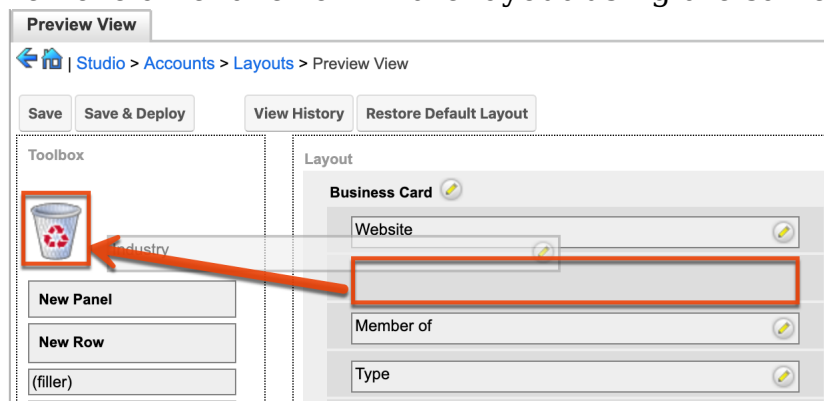 Preview View
| Studio > Accounts > Layouts > Preview View
Save Save & Deploy View History Restore Default Layout
Toolbox
Layout
Business Card
Website
Industry
New Panel
Member of
New Row
Type
(filler)